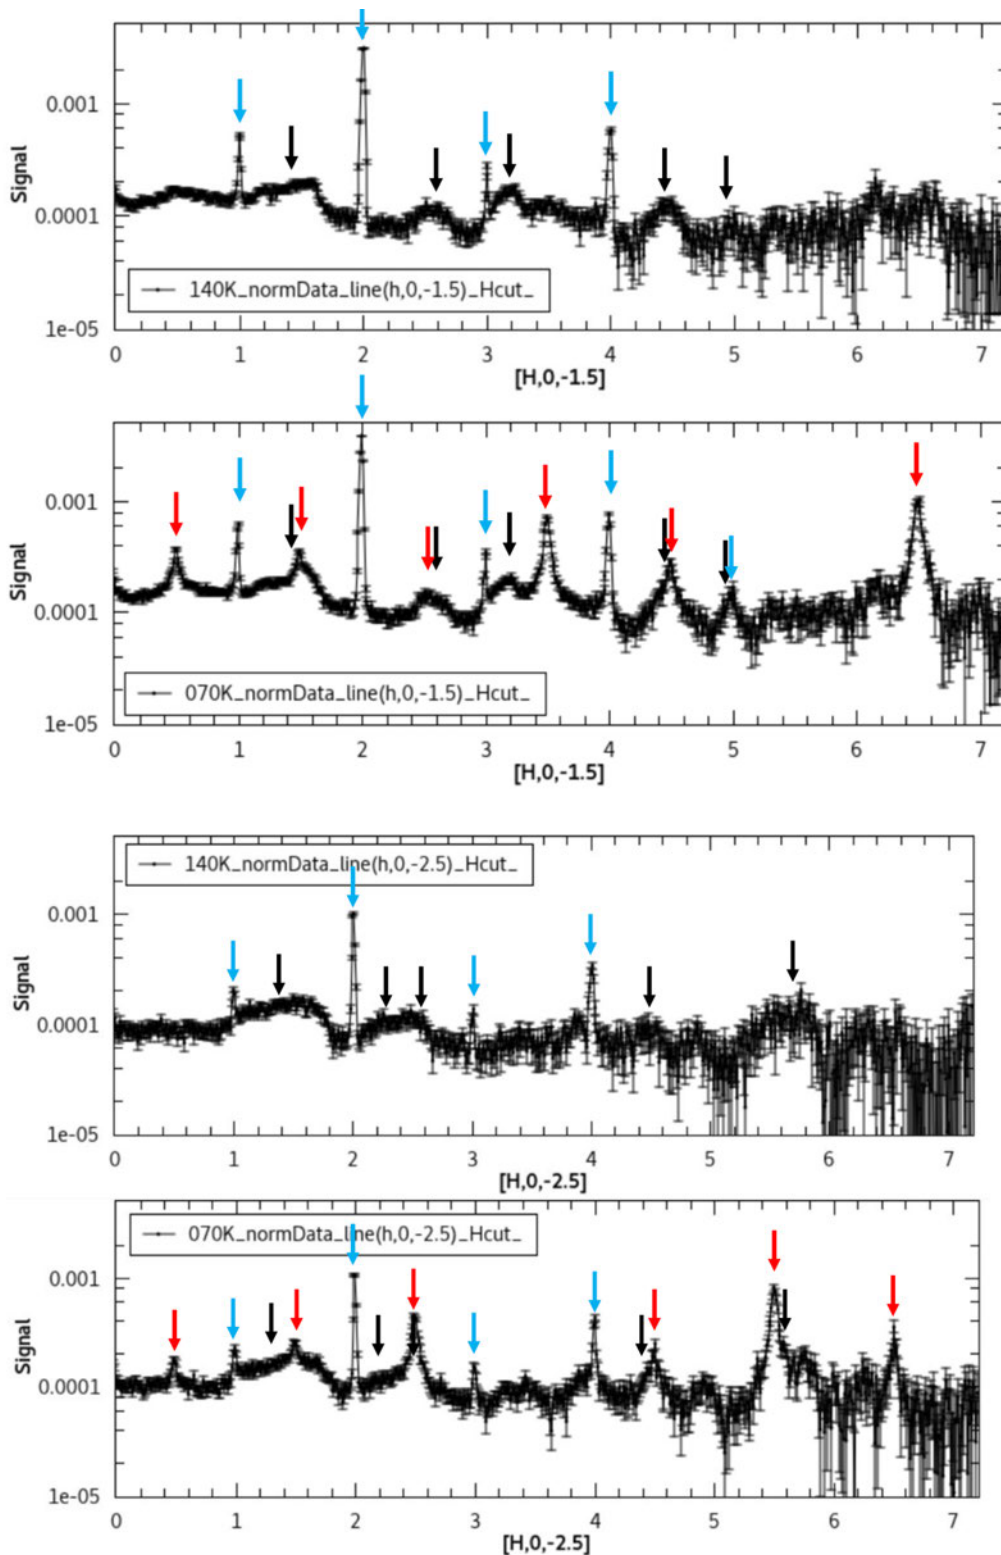 0.001
Signal
0.0001
140K_normData_line(h,0,-1.5)_Hcut_
1e-05
0 1 2 3 4 5 6 7
[H,0,-1.5]
0.001
Signal
0.0001
070K_normData_line(h,0,-1.5)_Hcut_
1e-05
0 1 2 3 4 5 6 7
[H,0,-1.5]
140K_normData_line(h,0,-2.5)_Hcut_
0.001
Signal
0.0001
1e-05
0 1 2 3 4 5 6 7
[H,0,-2.5]
070K_normData_line(h,0,-2.5)_Hcut_
0.001
Signal
0.0001
1e-05
0 1 2 3 4 5 6 7
[H,0,-2.5]